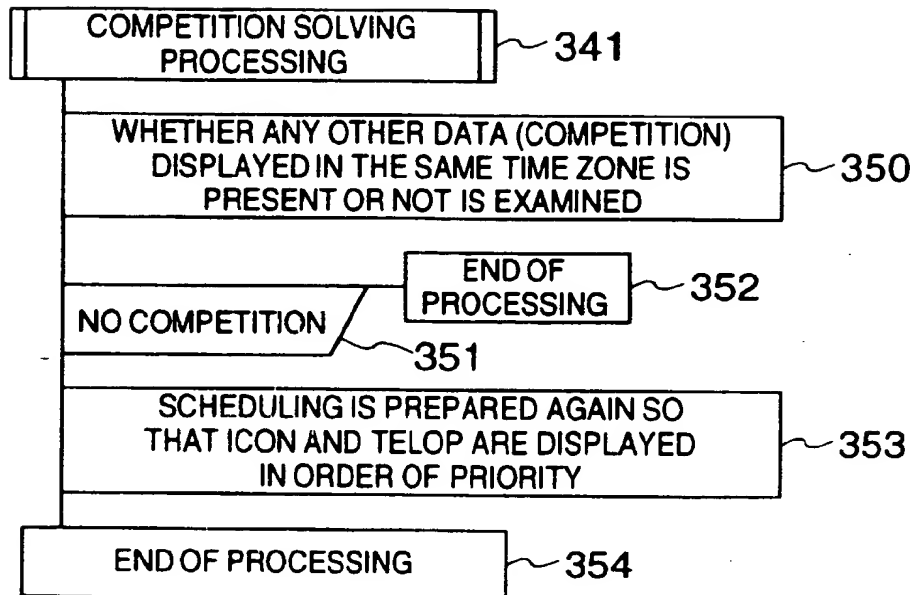 COMPETITION SOLVING
PROCESSING
341
WHETHER ANY OTHER DATA (COMPETITION)
DISPLAYED IN THE SAME TIME ZONE IS
PRESENT OR NOT IS EXAMINED
350
END OF
PROCESSING
352
NO COMPETITION
351
SCHEDULING IS PREPARED AGAIN SO
THAT ICON AND TELOP ARE DISPLAYED
IN ORDER OF PRIORITY
353
END OF PROCESSING
354